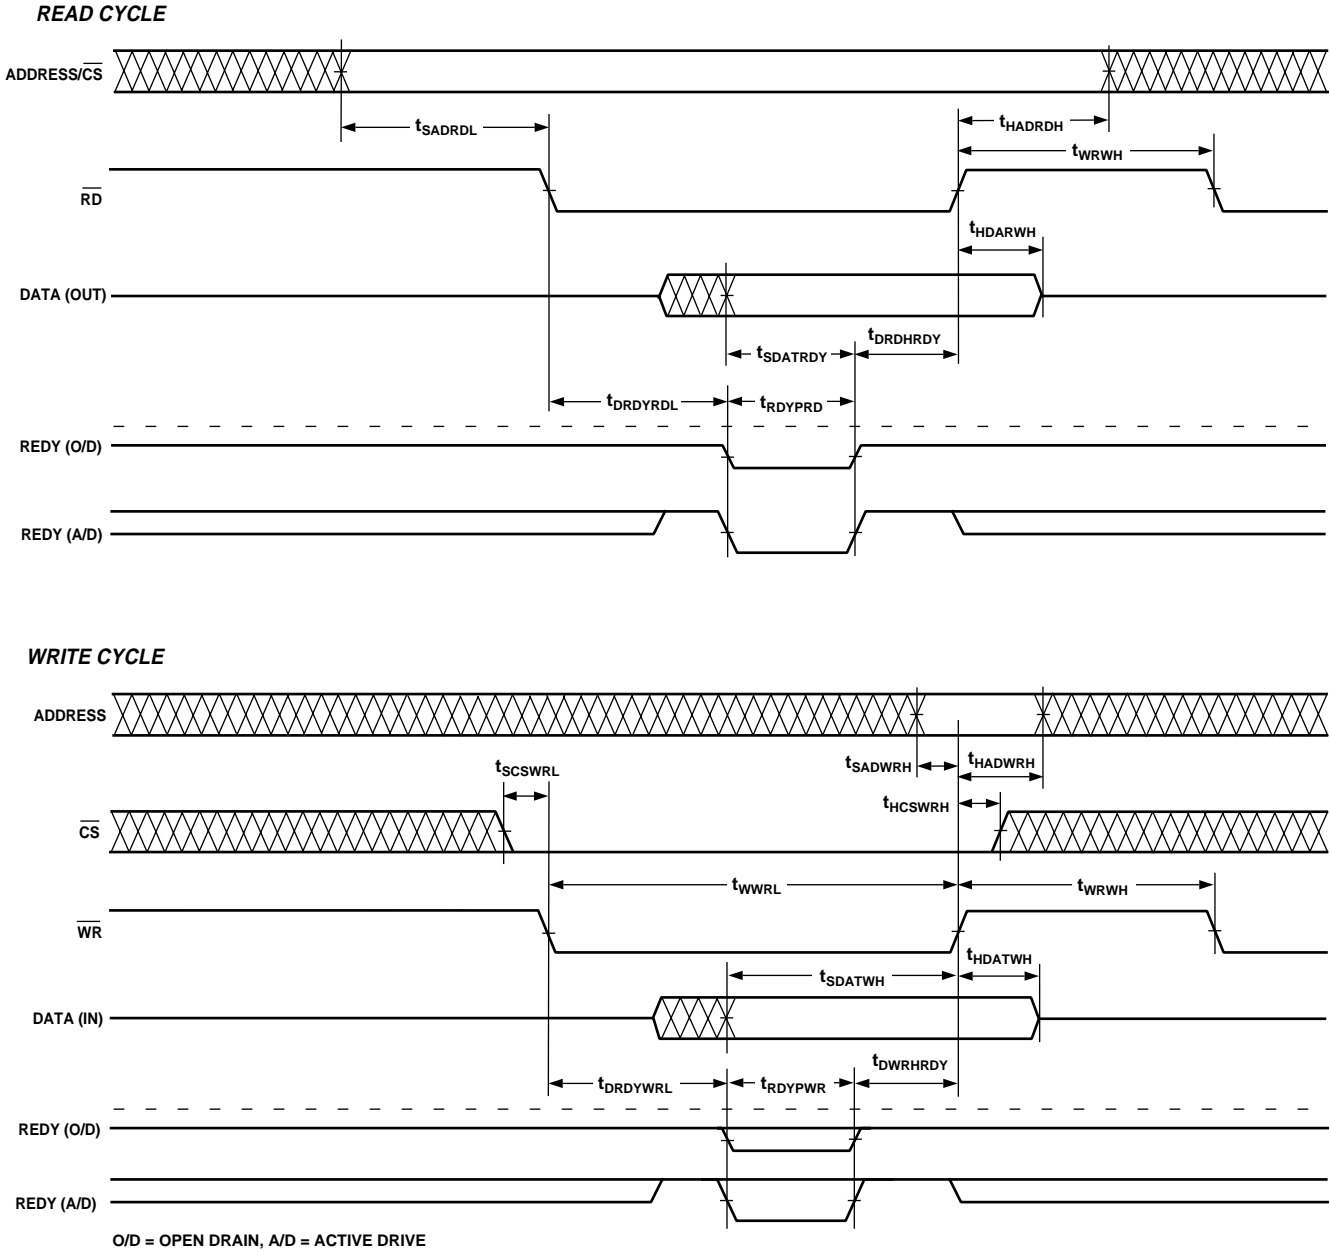 READ CYCLE
ADDRESS/CS
tSADRDL
tHADRDH
tWRWH
RD
tHDARWH
DATA (OUT)
tDRDHRDY
tSDATRDY
tDRDYRDL
tRDYPRD
REDY (O/D)
REDY (A/D)
WRITE CYCLE
ADDRESS
tSCSWRL
tSADWRH
tHADWRH
tHCSWRH
CS
tWWRL
tWRWH
WR
tHDATWH
tSDATWH
DATA (IN)
tDWRHRDY
tDRDYWRL
tRDYPWR
REDY (O/D)
REDY (A/D)
O/D = OPEN DRAIN, A/D = ACTIVE DRIVE